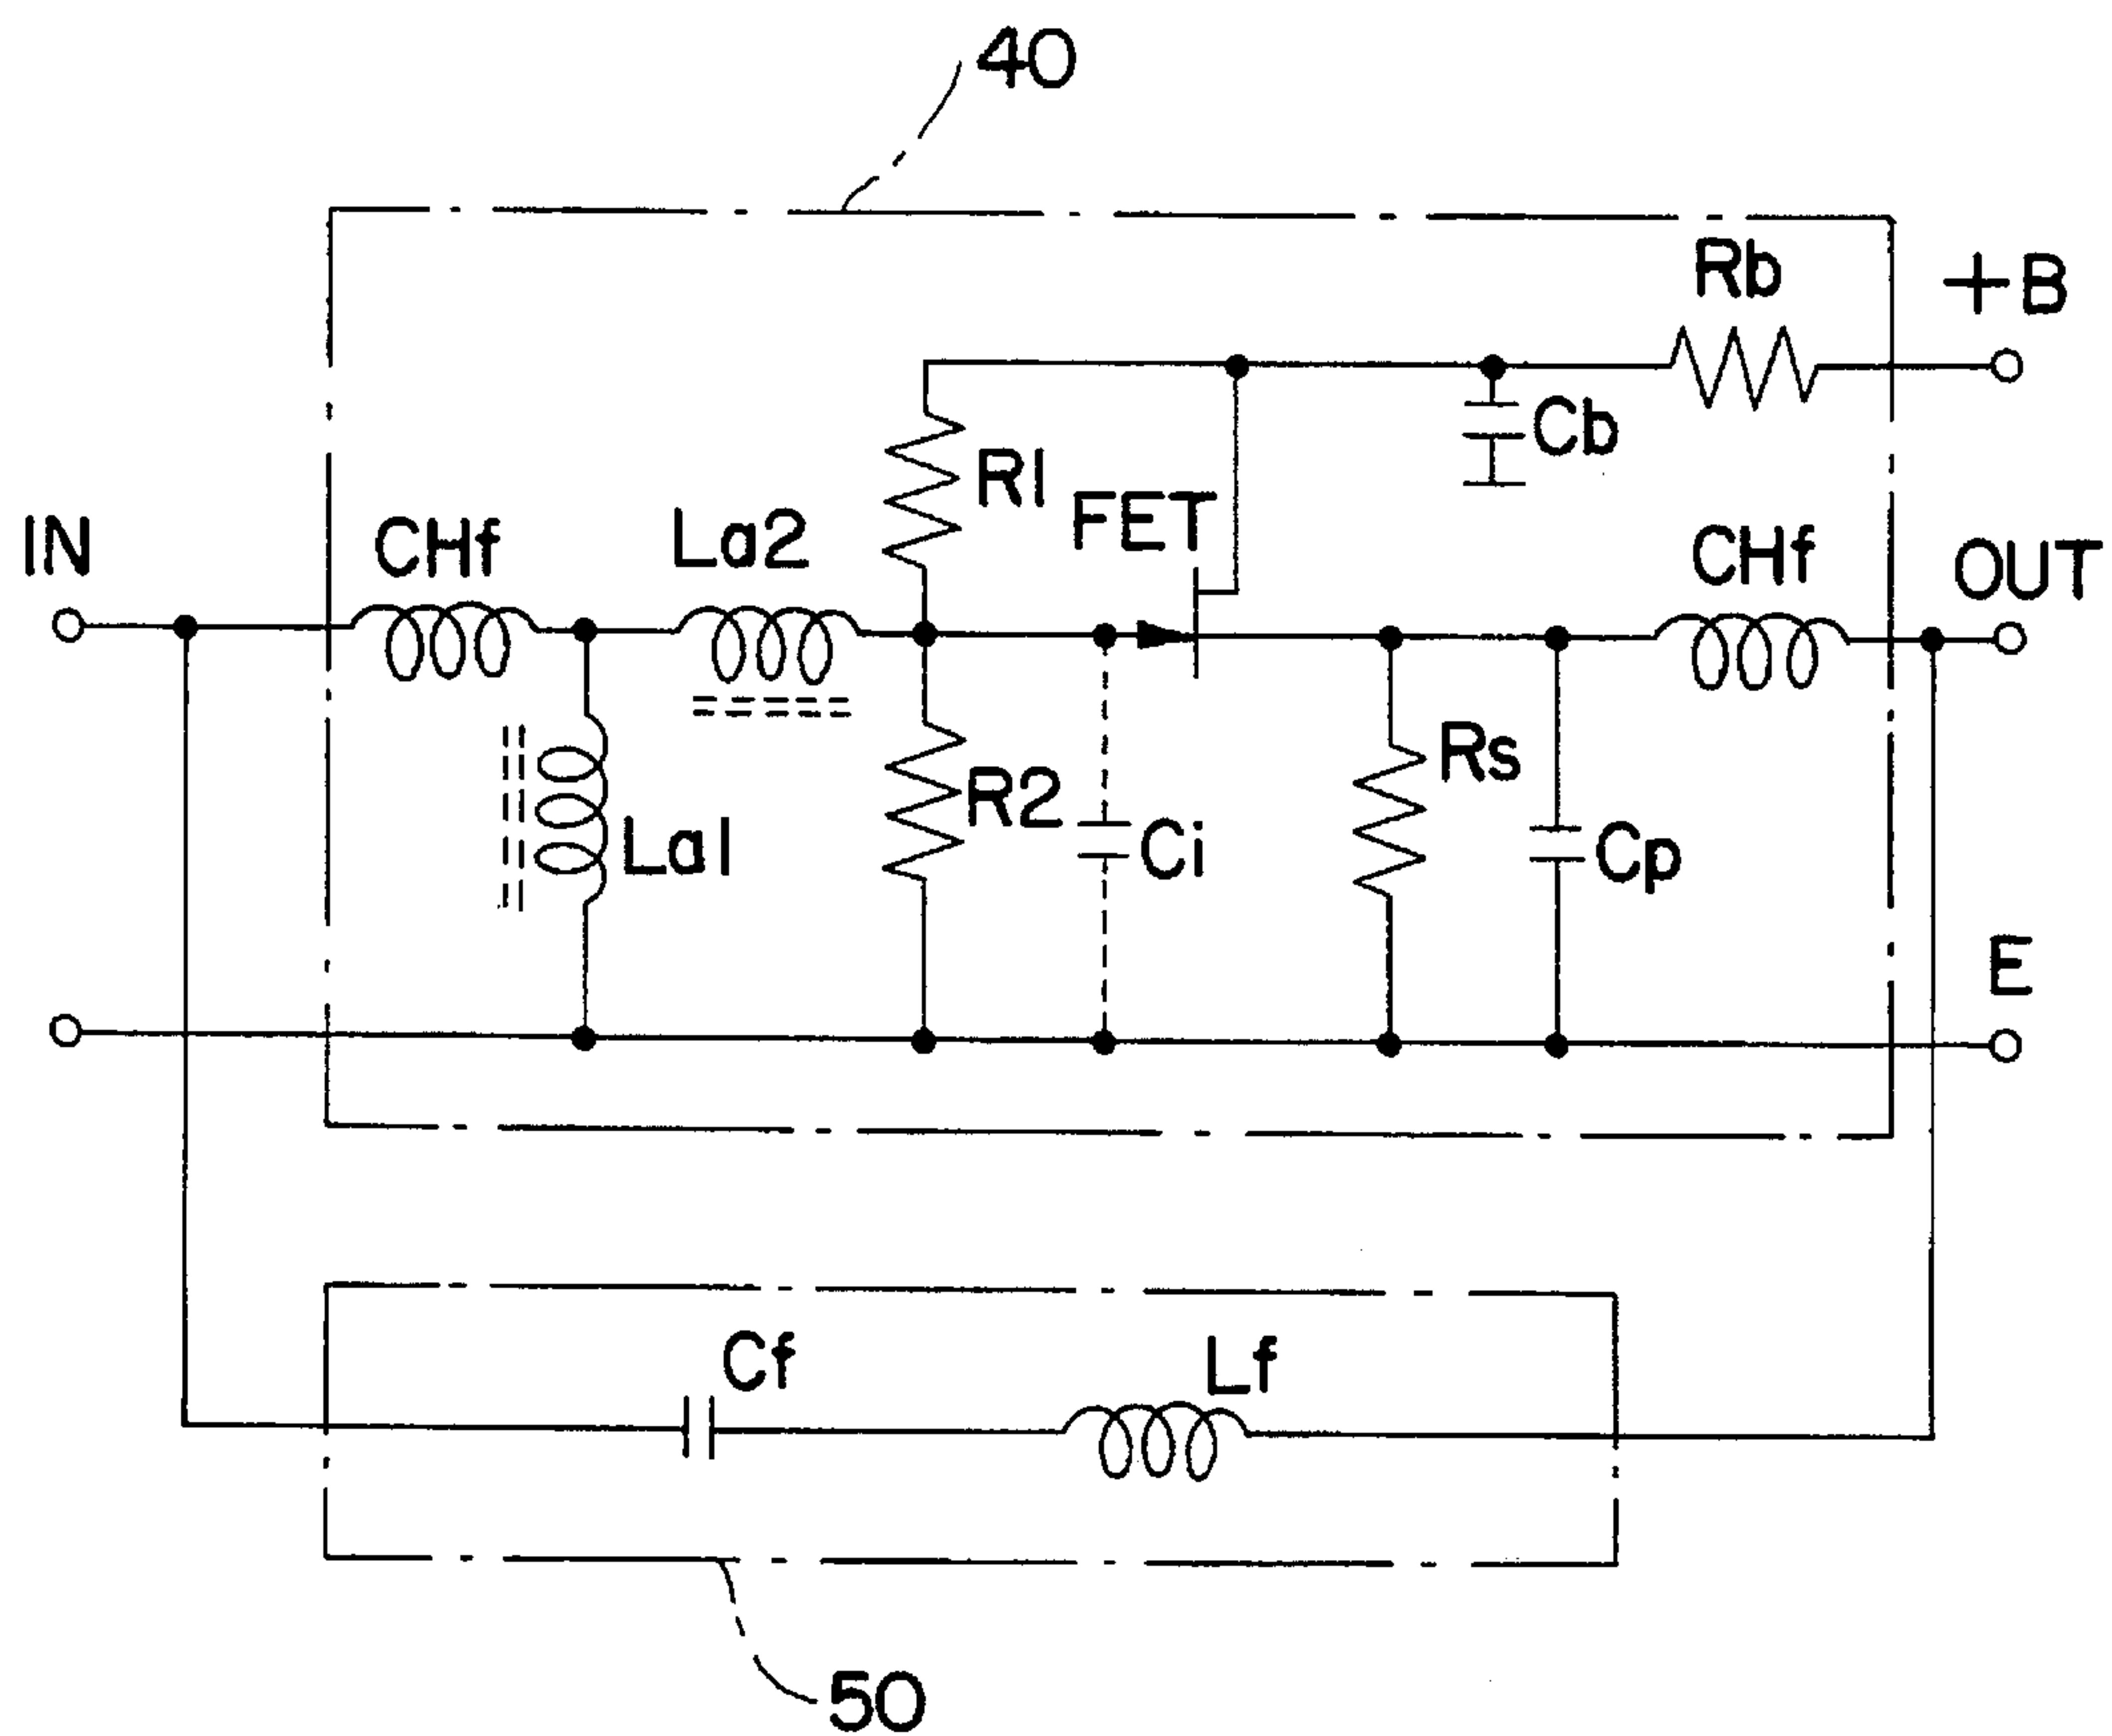 40
Rb
+B
Cb
R1
FET
IN
CHf
La2
CHf
OUT
Rs
R2
La1
Ci
Cp
E
Cf
Lf
50